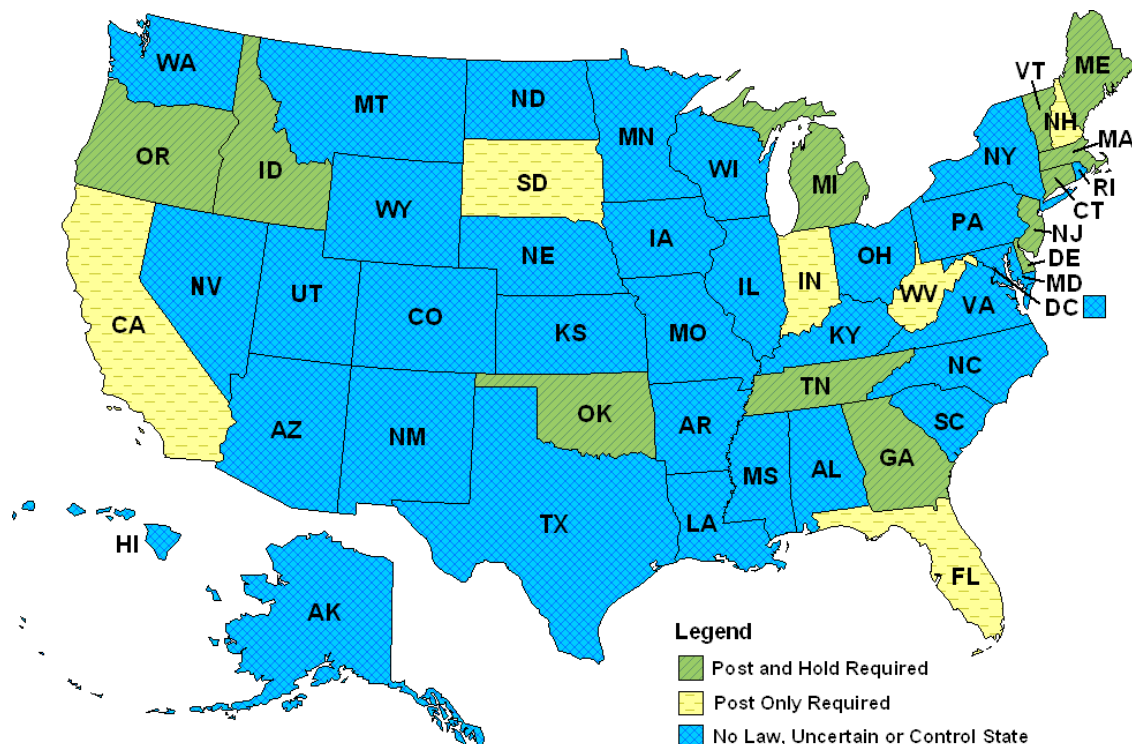 ME
VT
WA
NH
MT
ND
MN
MA
OR
NY
ID
WI
SD
MI
RI
WY
CT
PA
IA
NJ
NE
OH
DE
NV
IN
IL
MD
UT
WV
CO
VA
DC
CA
KS
MO
KY
NC
TN
OK
AZ
NM
AR
SC
GA
MS
AL
TX
LA
HI
FL
AK
Legend
Post and Hold Required
Post Only Required
No Law, Uncertain or Control State